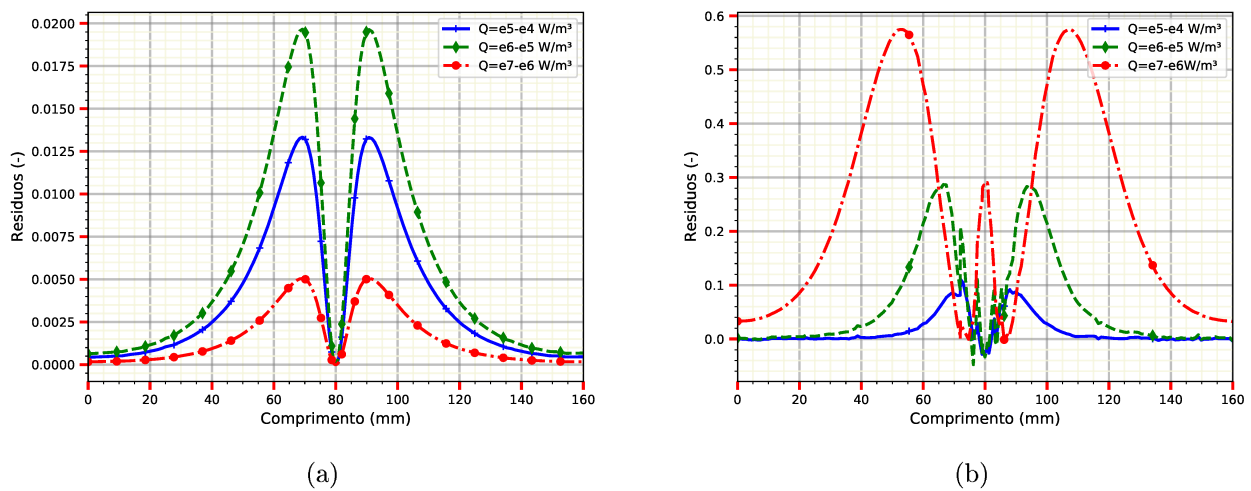 0.0200
0.0175
0.0150
0.0125
0.0100
0.0075
0.0050
0.0025
0.0000
Residuos (-)
0 20 40 60 80 100 120 140 160
Comprimento (mm)
Q=e5-e4 W/m³
Q=e6-e5 W/m³
Q=e7-e6 W/m³
(a)
0.6
0.5
0.4
0.3
0.2
0.1
0.0
Residuos (-)
0 20 40 60 80 100 120 140 160
Comprimento (mm)
Q=e5-e4 W/m³
Q=e6-e5 W/m³
Q=e7-e6W/m³
(b)